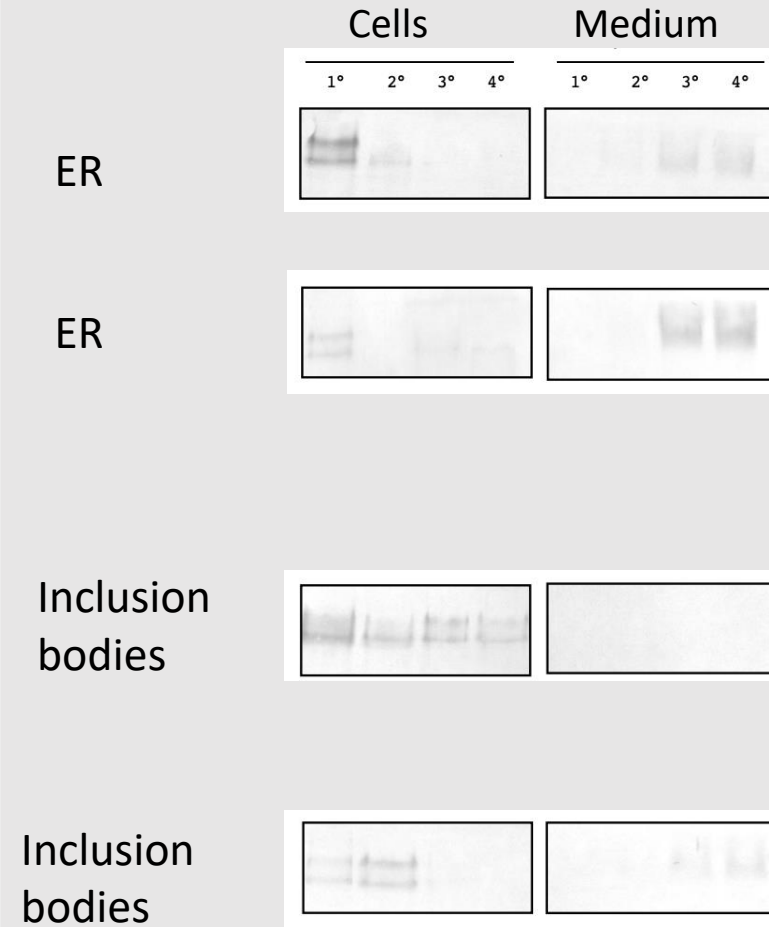 Cells Medium
1° 2° 3° 4° 1° 2° 3° 4°
ER
ER
Inclusion
bodies
Inclusion
bodies